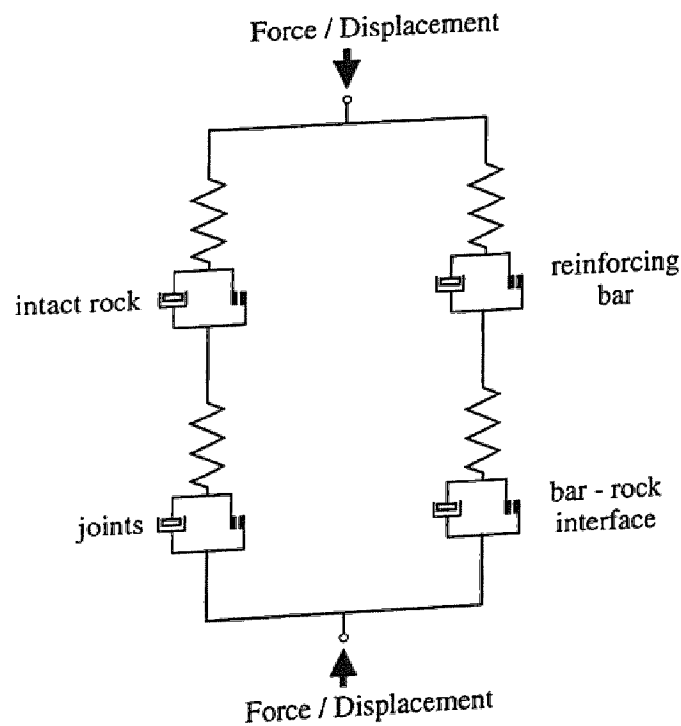 Force / Displacement
intact rock
reinforcing
bar
joints
bar - rock
interface
Force / Displacement